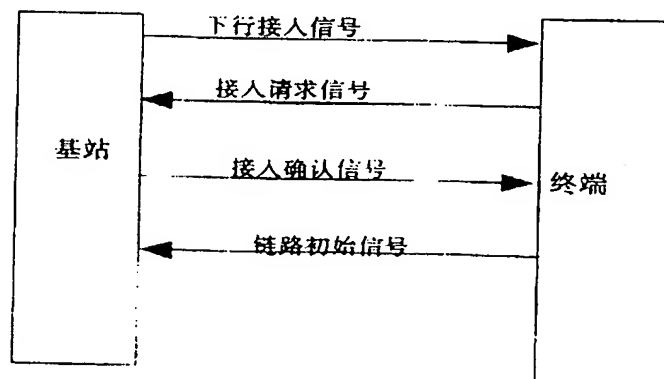 下行接入信号
接入请求信号
基站
接入确认信号
终端
链路初始信号